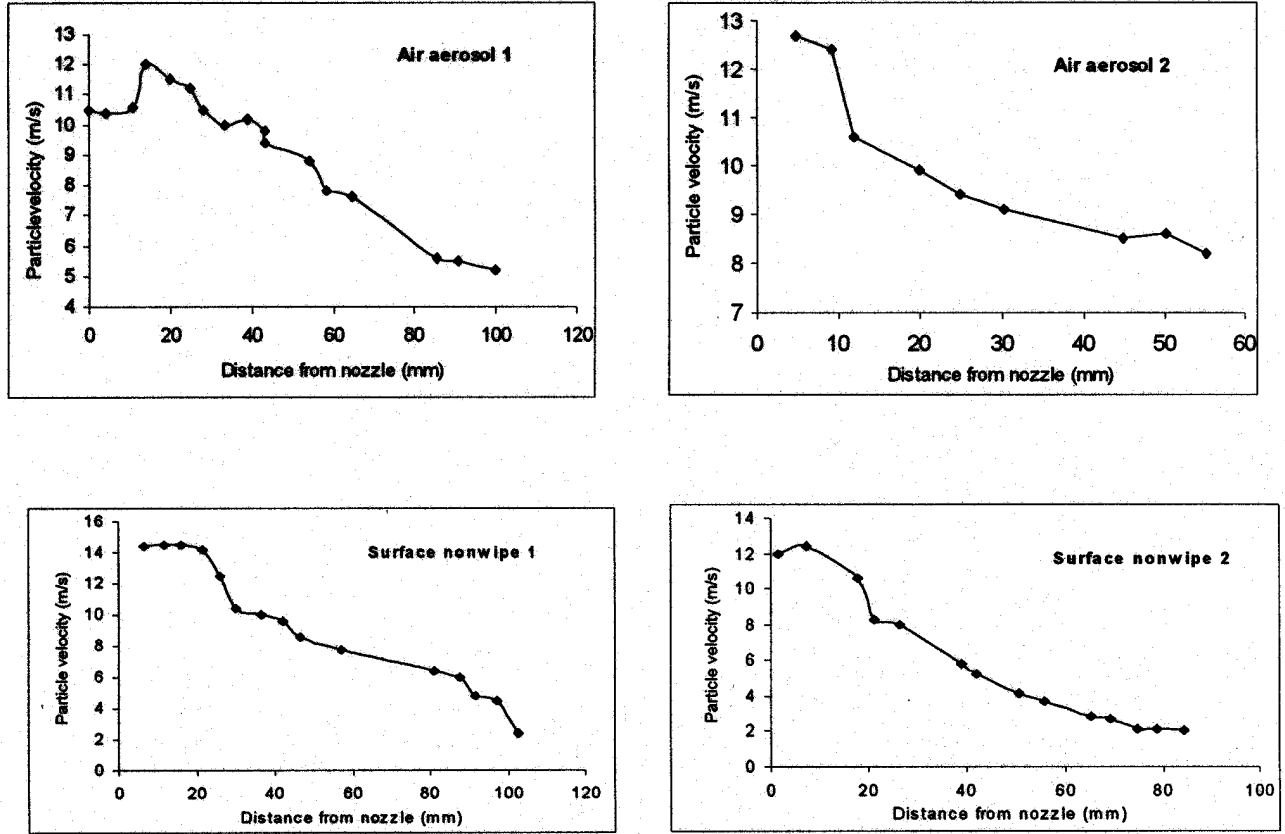 Air aerosol 1
Particlevelocity (m/s)
13
12
11
10
9
8
7
6
5
4
0 20 40 60 80 100 120
Distance from nozzle (mm)
Air aerosol 2
Particle velocity (m/s)
13
12
11
10
9
8
7
0 10 20 30 40 50 60
Distance from nozzle (mm)
Surface nonwipe 1
Particle velocity (m/s)
16
14
12
10
8
6
4
2
0
0 20 40 60 80 100 120
Distance from nozzle (mm)
Surface nonwipe 2
Particle velocity (m/s)
14
12
10
8
6
4
2
0
0 20 40 60 80 100
Distance from nozzle (mm)